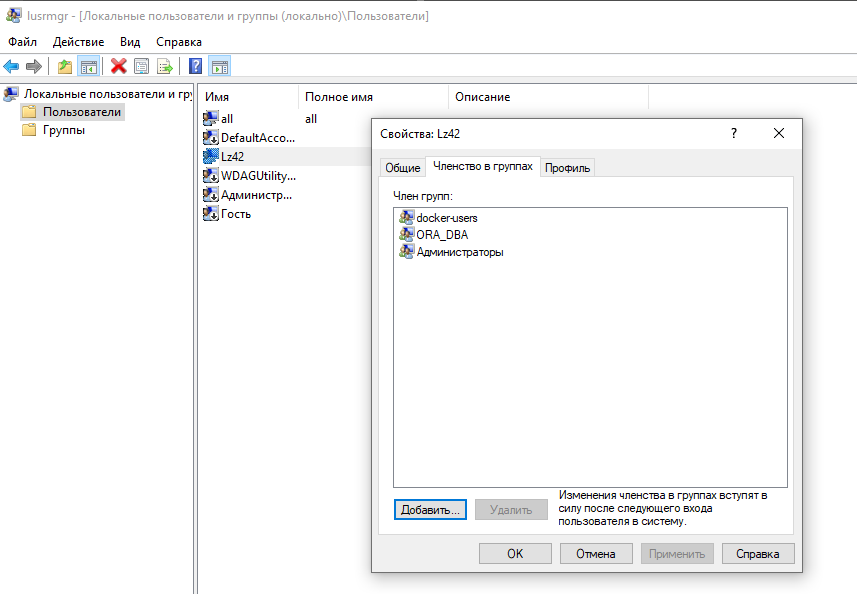 lusrmgr - [Локальные пользователи и группы (локально)\Пользователи]
Файл Действие Вид Справка
Локальные пользователи и гру
Пользователи
Группы
Имя Полное имя Описание
all all
DefaultAcco...
Lz42
WDAGUtility...
Администр...
Гость
Свойства: Lz42
Общие Членство в группах Профиль
Член групп:
docker-users
ORA_DBA
Администраторы
Добавить... Удалить
Изменения членства в группах вступят в
силу после следующего входа
пользователя в систему.
OK Отмена Применить Справка